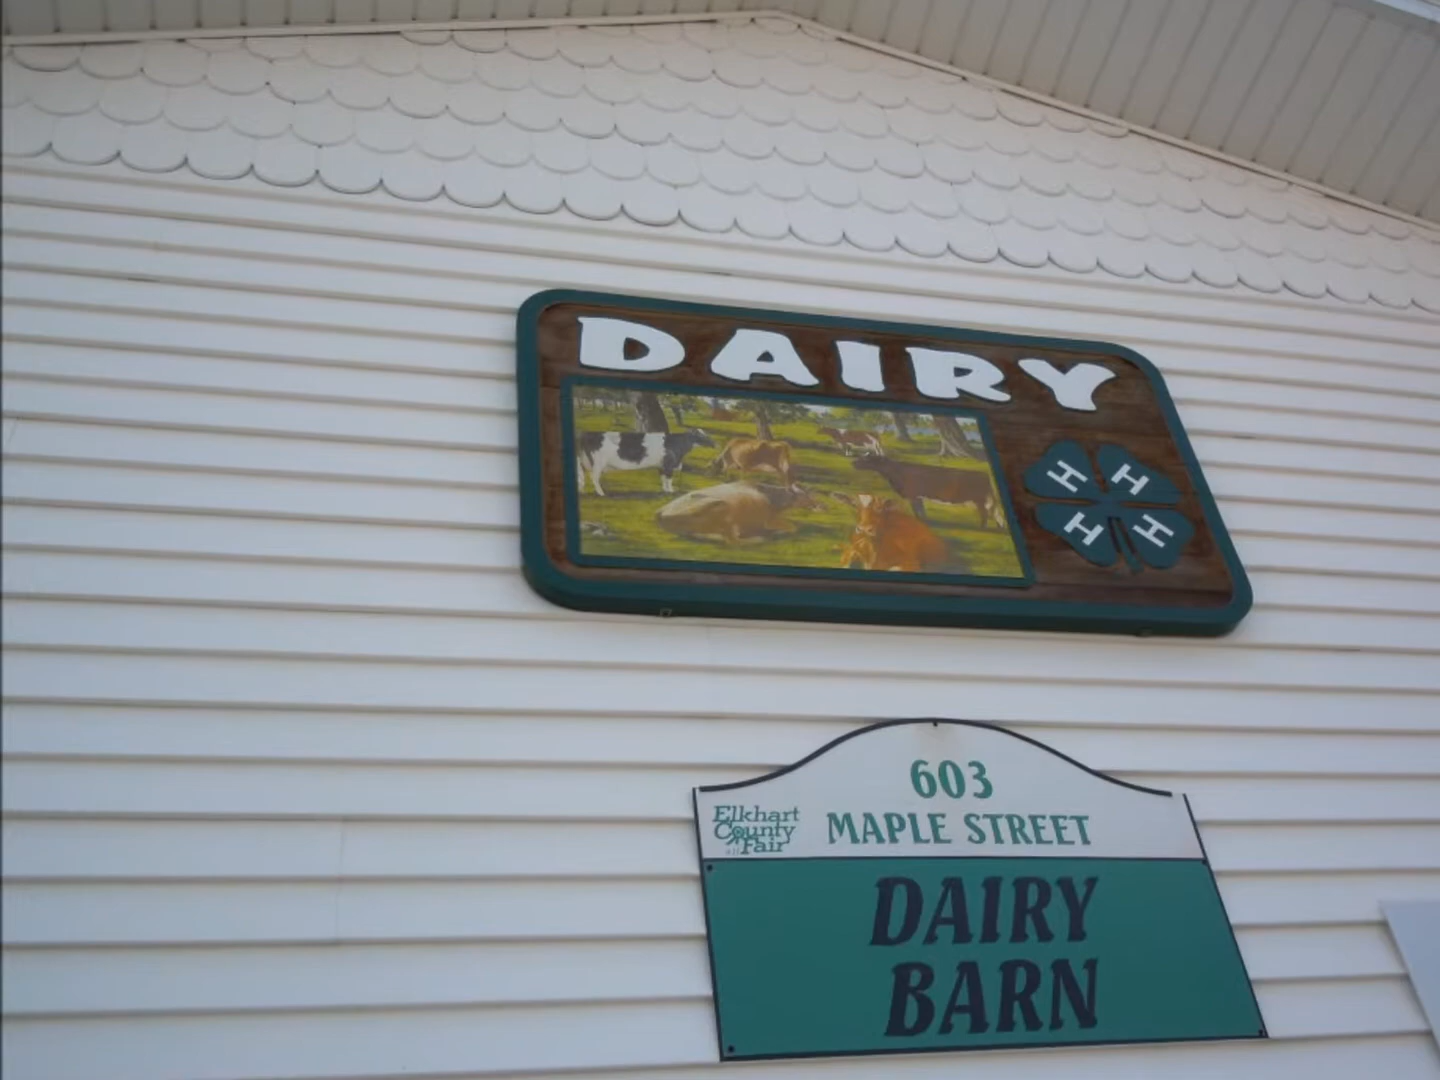 DAIRY
H H
H H
603
MAPLE STREET
Elkhart
County
Fair
DAIRY
BARN